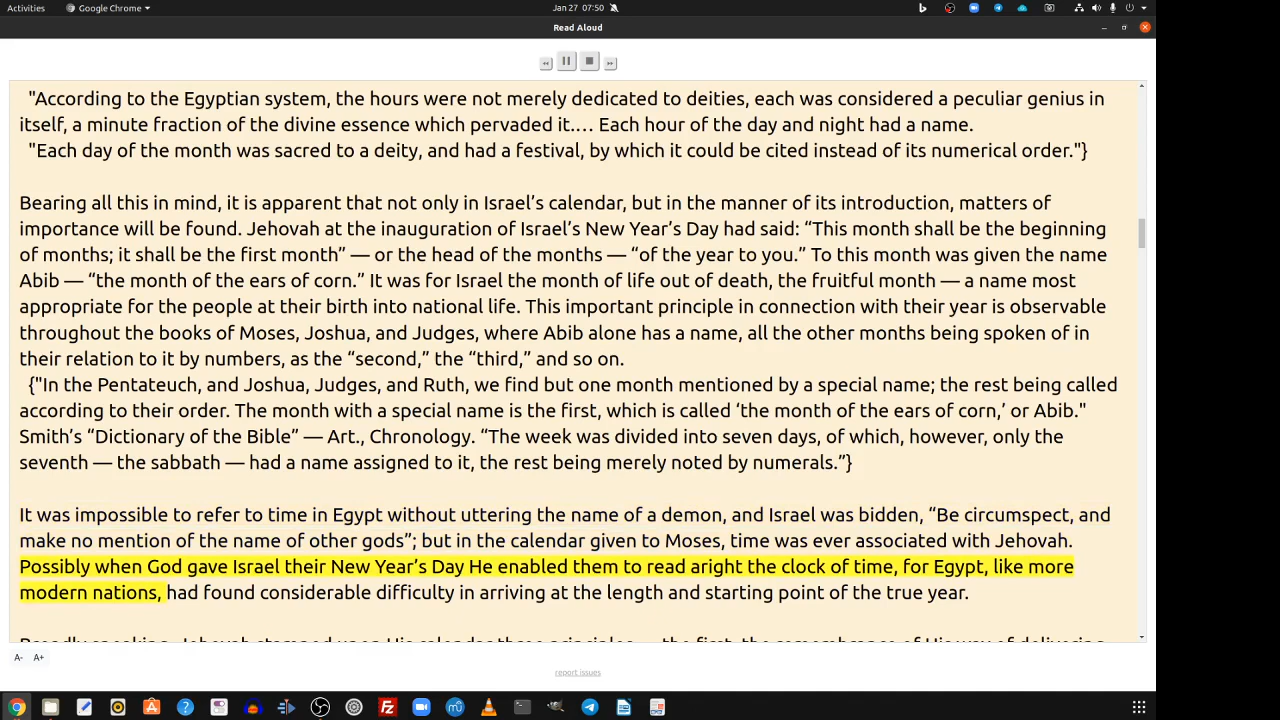 Activities
Google Chrome
Jan 27 07:50
Read Aloud
"According to the Egyptian system, the hours were not merely dedicated to deities, each was considered a peculiar genius in
itself, a minute fraction of the divine essence which pervaded it.… Each hour of the day and night had a name.
"Each day of the month was sacred to a deity, and had a festival, by which it could be cited instead of its numerical order."}
Bearing all this in mind, it is apparent that not only in Israel’s calendar, but in the manner of its introduction, matters of
importance will be found. Jehovah at the inauguration of Israel’s New Year’s Day had said: “This month shall be the beginning
of months; it shall be the first month” — or the head of the months — “of the year to you.” To this month was given the name
Abib — “the month of the ears of corn.” It was for Israel the month of life out of death, the fruitful month — a name most
appropriate for the people at their birth into national life. This important principle in connection with their year is observable
throughout the books of Moses, Joshua, and Judges, where Abib alone has a name, all the other months being spoken of in
their relation to it by numbers, as the “second,” the “third,” and so on.
{"In the Pentateuch, and Joshua, Judges, and Ruth, we find but one month mentioned by a special name; the rest being called
according to their order. The month with a special name is the first, which is called ‘the month of the ears of corn,’ or Abib."
Smith’s “Dictionary of the Bible” — Art., Chronology. “The week was divided into seven days, of which, however, only the
seventh — the sabbath — had a name assigned to it, the rest being merely noted by numerals.”}
It was impossible to refer to time in Egypt without uttering the name of a demon, and Israel was bidden, “Be circumspect, and
make no mention of the name of other gods”; but in the calendar given to Moses, time was ever associated with Jehovah.
Possibly when God gave Israel their New Year’s Day He enabled them to read aright the clock of time, for Egypt, like more
modern nations, had found considerable difficulty in arriving at the length and starting point of the true year.
Broadly speaking, Jehovah stamped upon His calendar three principles — the first, the remembrance of His way of delivering
A- A+
report issues